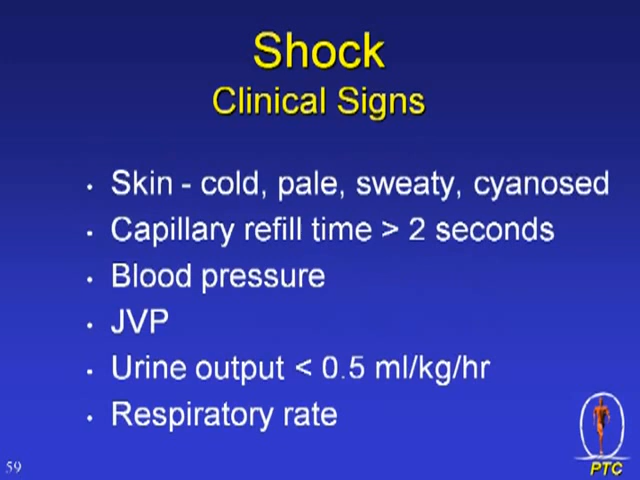 Shock
Clinical Signs
• Skin - cold, pale, sweaty, cyanosed
• Capillary refill time > 2 seconds
• Blood pressure
• JVP
• Urine output < 0.5 ml/kg/hr
• Respiratory rate
59
PTC